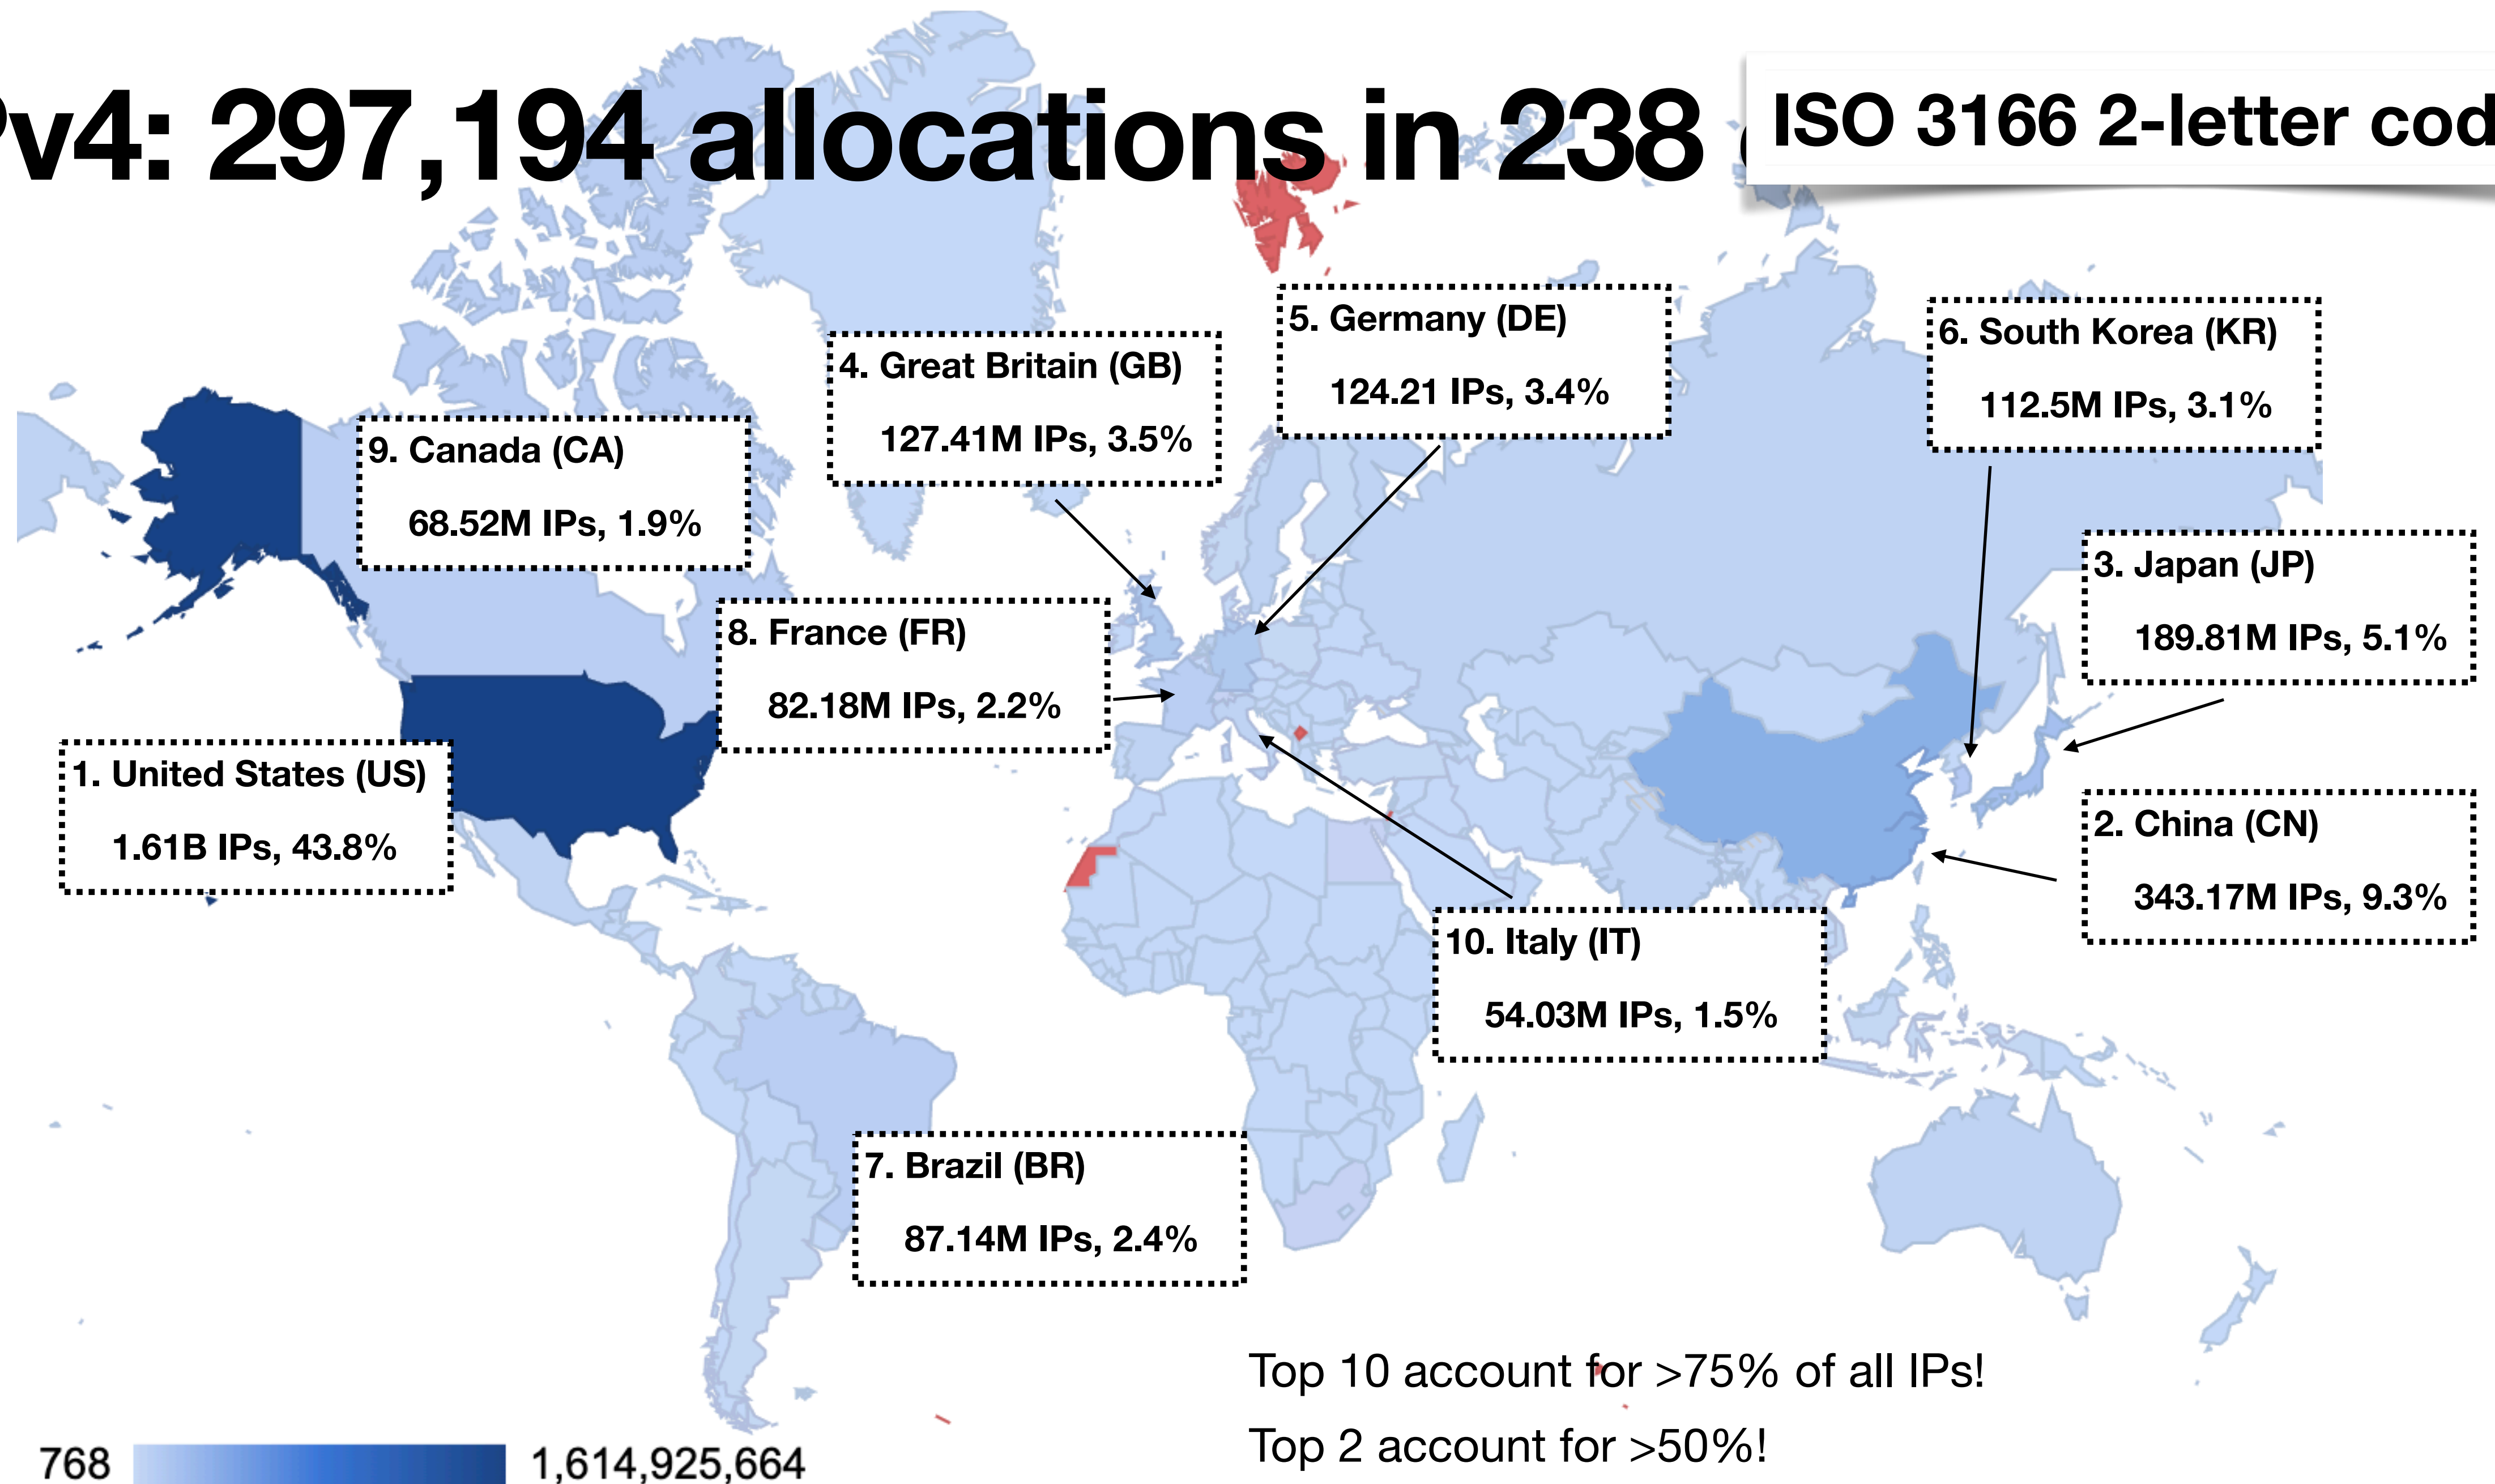 Pv4: 297,194 allocations in 238
ISO 3166 2-letter cod
5. Germany (DE)
124.21 IPs, 3.4%
6. South Korea (KR)
112.5M IPs, 3.1%
4. Great Britain (GB)
127.41M IPs, 3.5%
9. Canada (CA)
68.52M IPs, 1.9%
3. Japan (JP)
189.81M IPs, 5.1%
8. France (FR)
82.18M IPs, 2.2%
1. United States (US)
1.61B IPs, 43.8%
2. China (CN)
343.17M IPs, 9.3%
10. Italy (IT)
54.03M IPs, 1.5%
7. Brazil (BR)
87.14M IPs, 2.4%
Top 10 account for >75% of all IPs!
Top 2 account for >50%!
768
1,614,925,664